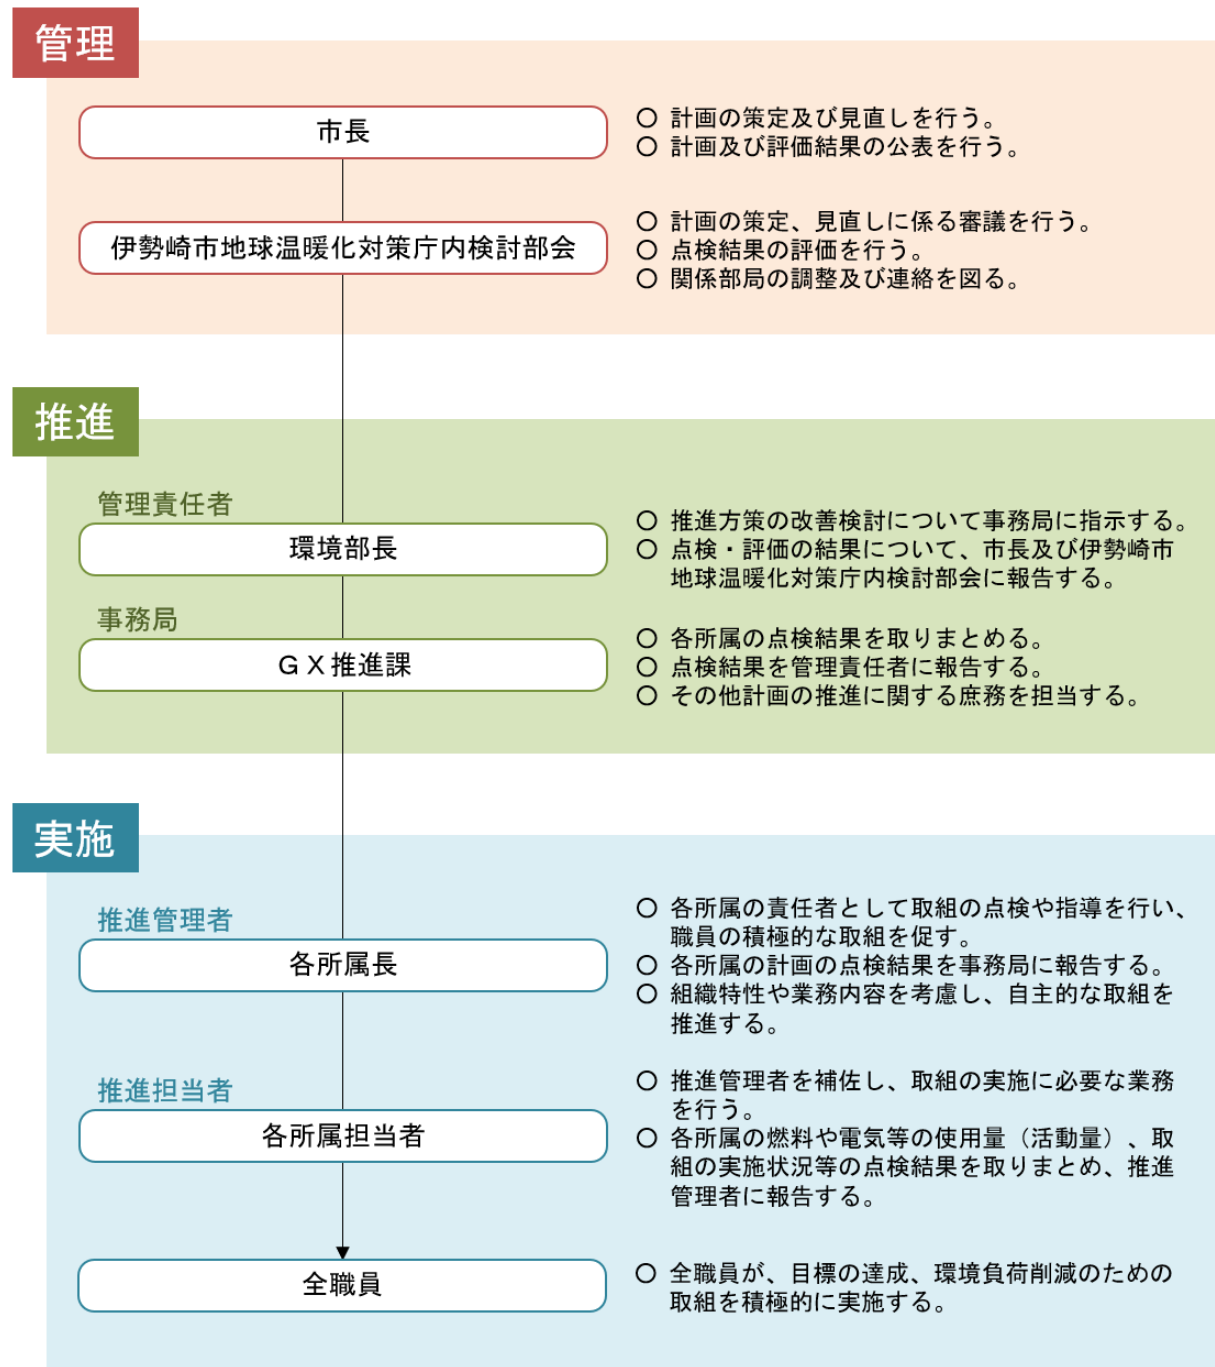 管理
市長
〇 計画の策定及び見直しを行う。
〇 計画及び評価結果の公表を行う。
伊勢崎市地球温暖化対策庁内検討部会
〇 計画の策定、見直しに係る審議を行う。
〇 点検結果の評価を行う。
〇 関係部局の調整及び連絡を図る。
推進
管理責任者
環境部長
〇 推進方策の改善検討について事務局に指示する。
〇 点検・評価の結果について、市長及び伊勢崎市
地球温暖化対策庁内検討部会に報告する。
事務局
ＧＸ推進課
〇 各所属の点検結果を取りまとめる。
〇 点検結果を管理責任者に報告する。
〇 その他計画の推進に関する庶務を担当する。
実施
推進管理者
各所属長
〇 各所属の責任者として取組の点検や指導を行い、
職員の積極的な取組を促す。
〇 各所属の計画の点検結果を事務局に報告する。
〇 組織特性や業務内容を考慮し、自主的な取組を
推進する。
推進担当者
各所属担当者
〇 推進管理者を補佐し、取組の実施に必要な業務
を行う。
〇 各所属の燃料や電気等の使用量（活動量）、取
組の実施状況等の点検結果を取りまとめ、推進
管理者に報告する。
全職員
〇 全職員が、目標の達成、環境負荷削減のための
取組を積極的に実施する。